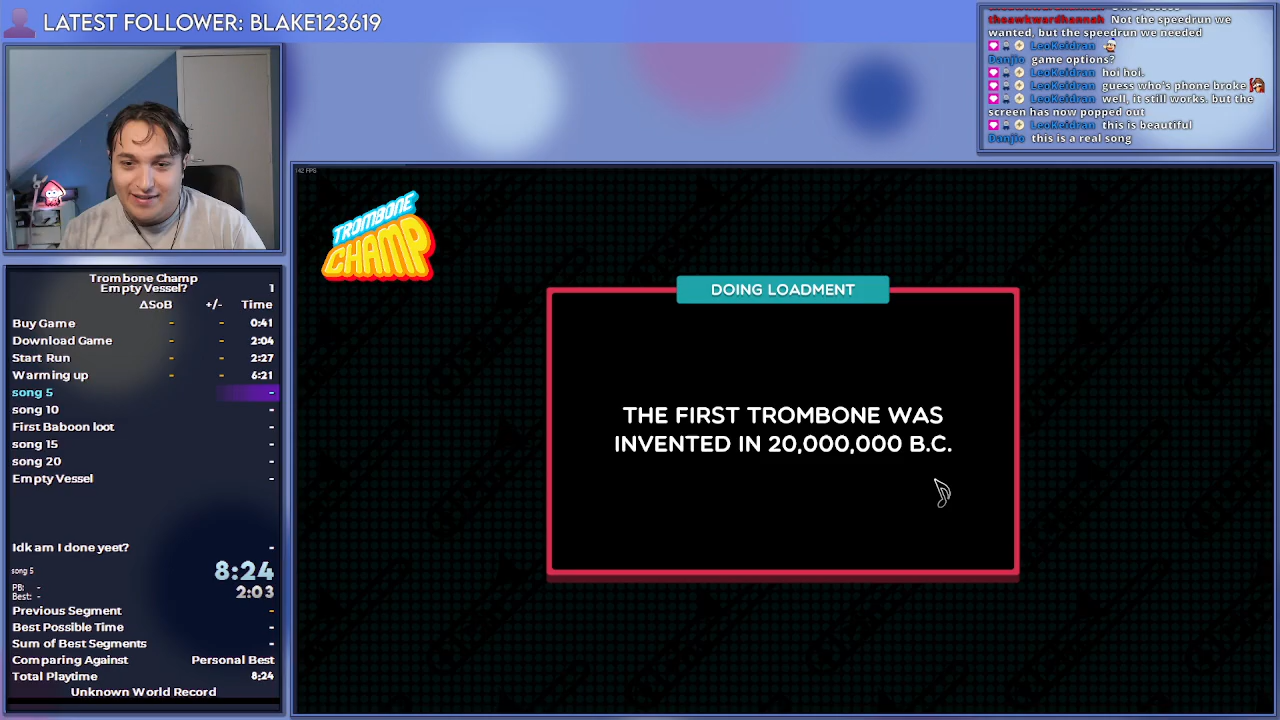 LATEST FOLLOWER: BLAKE123619
theawkwardhannah Not the speedrun we
wanted, but the speedrun we needed
LeoKeidran
Danjio game options?
LeoKeidran hoi hoi.
LeoKeidran guess who's phone broke
LeoKeidran well, it still works. but the
screen has now popped out
LeoKeidran this is beautiful
Danjio this is a real song
142 FPS
TROMBONE
CHAMP
DOING LOADMENT
THE FIRST TROMBONE WAS
INVENTED IN 20,000,000 B.C.
Trombone Champ
Empty Vessel? 1
ΔSoB +/- Time
Buy Game - - 0:41
Download Game - - 2:04
Start Run - - 2:27
Warming up - - 6:21
song 5 -
song 10 -
First Baboon loot -
song 15 -
song 20 -
Empty Vessel -
Idk am I done yeet? -
song 5 8:24
PB: -
Best: - 2:03
Previous Segment -
Best Possible Time -
Sum of Best Segments -
Comparing Against Personal Best
Total Playtime 8:24
Unknown World Record